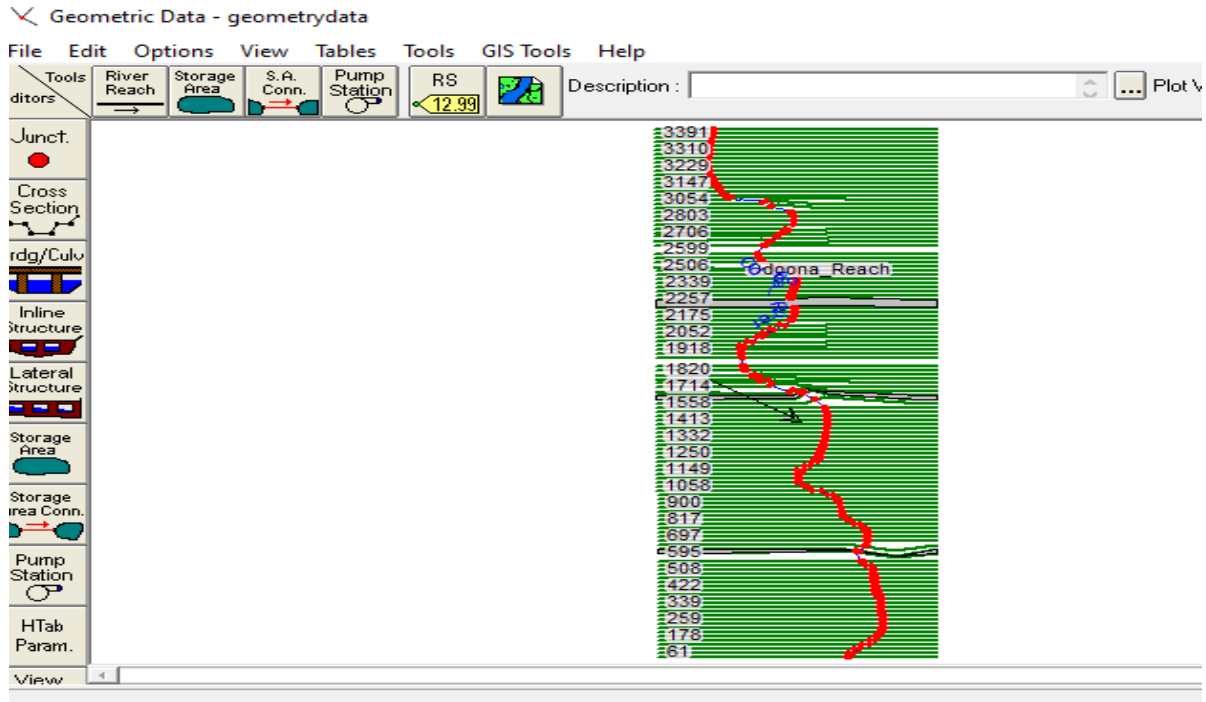 Geometric Data - geometrydata
File Edit Options View Tables Tools GIS Tools Help
Tools
ditors
River
Reach
Storage
Area
S.A.
Conn.
Pump
Station
RS
12.99
Description :
...
Plot
Junct.
Cross
Section
rdg/Culv
Inline
Structure
Lateral
Structure
Storage
Area
Storage
rea Conn.
Pump
Station
HTab
Param.
View
3391
3310
3229
3147
3054
2803
2706
2599
2506
2339
2257
2175
2052
1918
1820
1714
1558
1413
1332
1250
1149
1058
900
817
697
595
508
422
339
259
178
61
Odoona_Reach